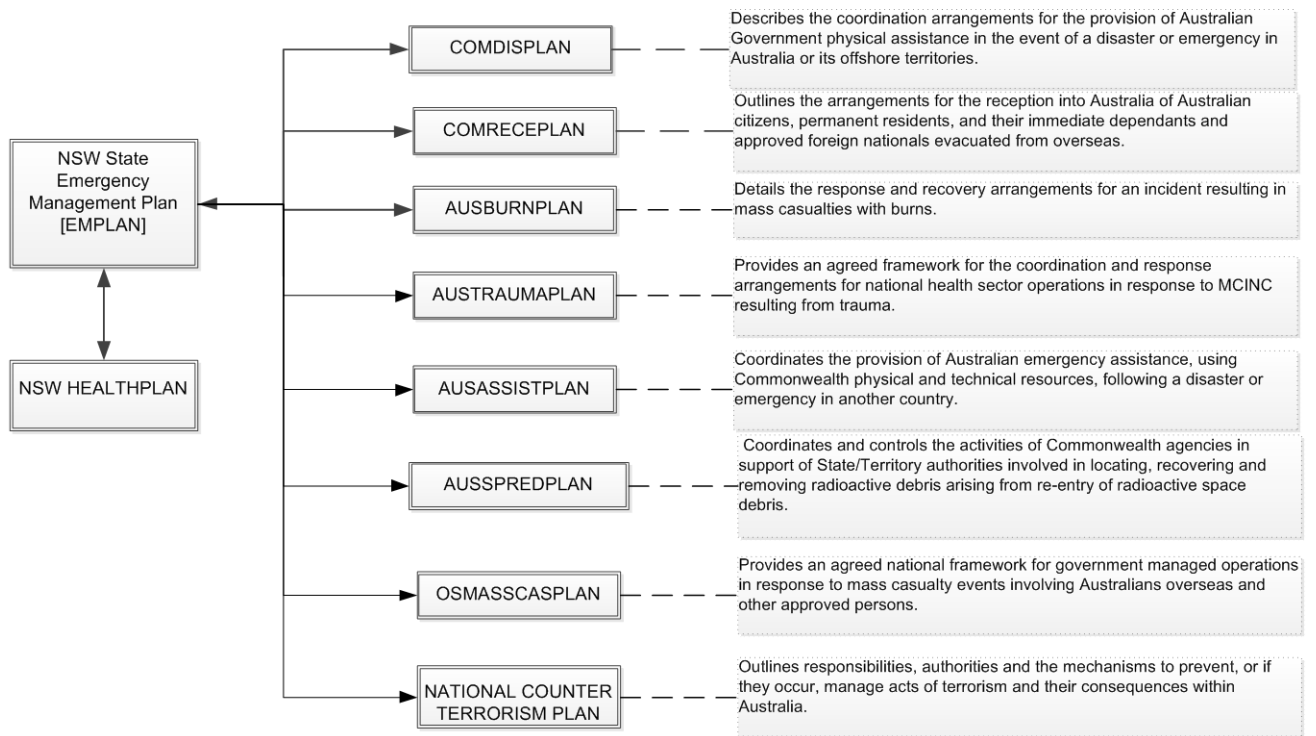 NSW State
Emergency
Management Plan
[EMPLAN]
NSW HEALTHPLAN
COMDISPLAN
Describes the coordination arrangements for the provision of Australian
Government physical assistance in the event of a disaster or emergency in
Australia or its offshore territories.
COMRECEPLAN
Outlines the arrangements for the reception into Australia of Australian
citizens, permanent residents, and their immediate dependants and
approved foreign nationals evacuated from overseas.
AUSBURNPLAN
Details the response and recovery arrangements for an incident resulting in
mass casualties with burns.
AUSTRAUMAPLAN
Provides an agreed framework for the coordination and response
arrangements for national health sector operations in response to MCINC
resulting from trauma.
AUSASSISTPLAN
Coordinates the provision of Australian emergency assistance, using
Commonwealth physical and technical resources, following a disaster or
emergency in another country.
AUSSPREDPLAN
Coordinates and controls the activities of Commonwealth agencies in
support of State/Territory authorities involved in locating, recovering and
removing radioactive debris arising from re-entry of radioactive space
debris.
OSMASSCASPLAN
Provides an agreed national framework for government managed operations
in response to mass casualty events involving Australians overseas and
other approved persons.
NATIONAL COUNTER
TERRORISM PLAN
Outlines responsibilities, authorities and the mechanisms to prevent, or if
they occur, manage acts of terrorism and their consequences within
Australia.